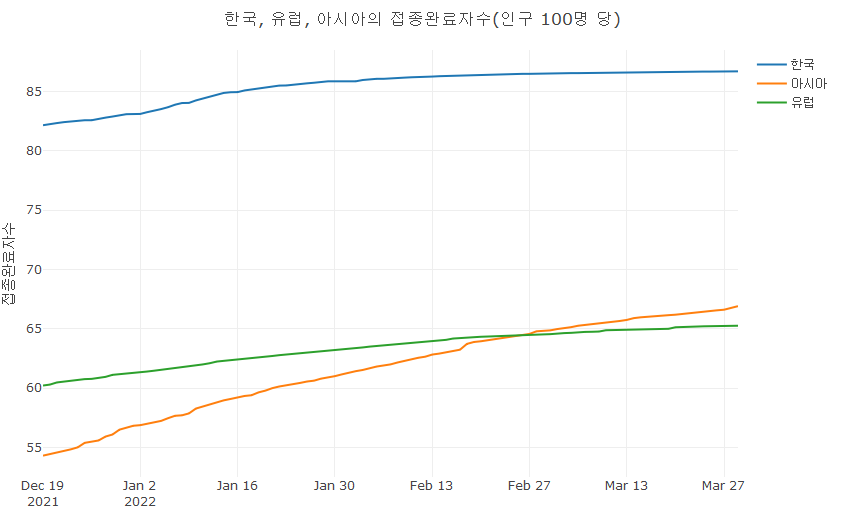 한국, 유럽, 아시아의 접종완료자수(인구 100명 당)
한국
아시아
유럽
접종완료자수
85
80
75
70
65
60
55
Dec 19
2021
Jan 2
2022
Jan 16
Jan 30
Feb 13
Feb 27
Mar 13
Mar 27